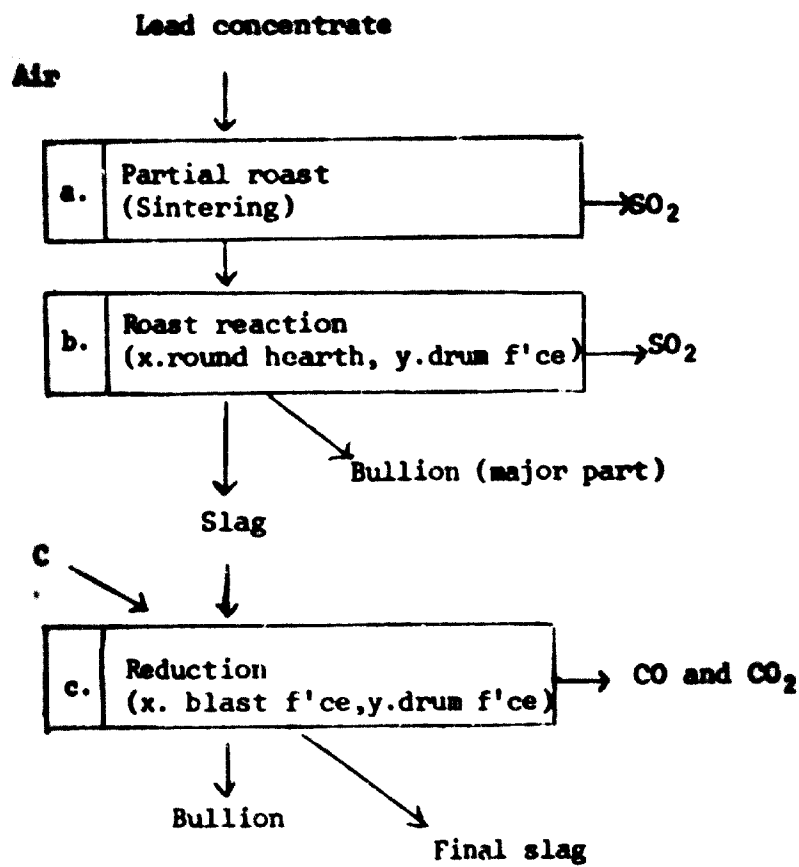 Lead concentrate
Air
a.
Partial roast
(Sintering)
SO₂
b.
Roast reaction
(x.round hearth, y.drum f'ce)
SO₂
Bullion (major part)
Slag
C
c.
Reduction
(x. blast f'ce,y.drum f'ce)
CO and CO₂
Bullion
Final slag